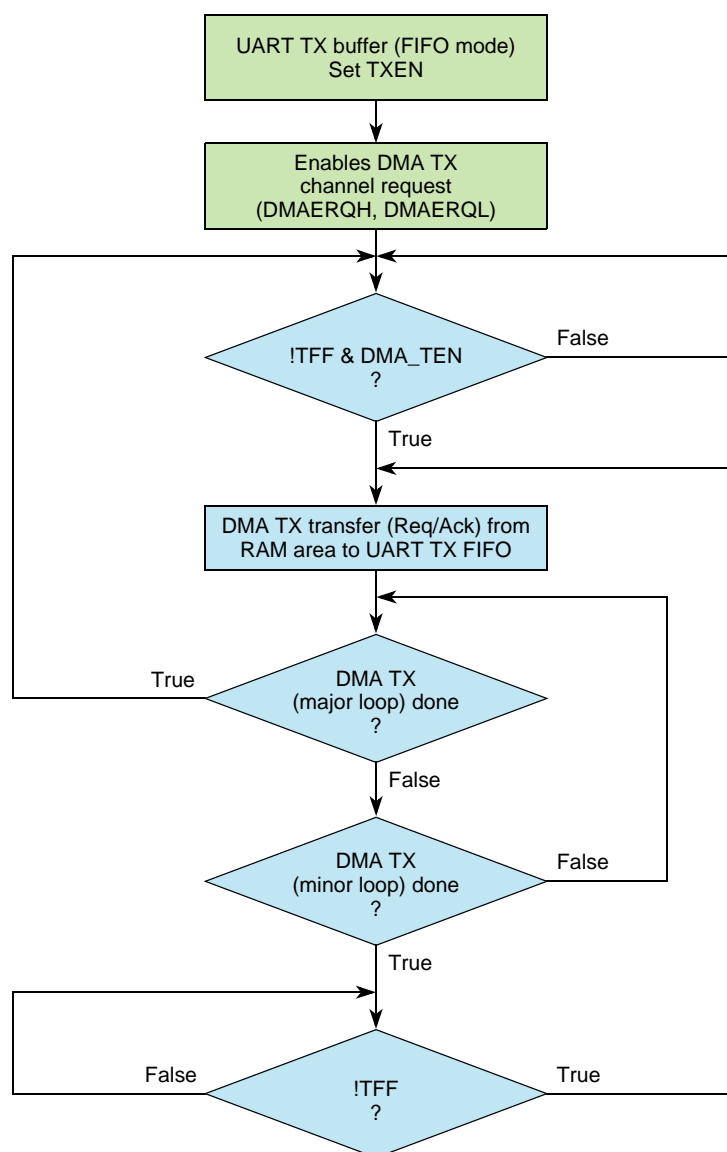 UART TX buffer (FIFO mode)
Set TXEN
Enables DMA TX
channel request
(DMAERQH, DMAERQL)
!TFF & DMA_TEN
?
False
True
DMA TX transfer (Req/Ack) from
RAM area to UART TX FIFO
True
DMA TX
(major loop) done
?
False
DMA TX
(minor loop) done
?
False
True
False
!TFF
?
True